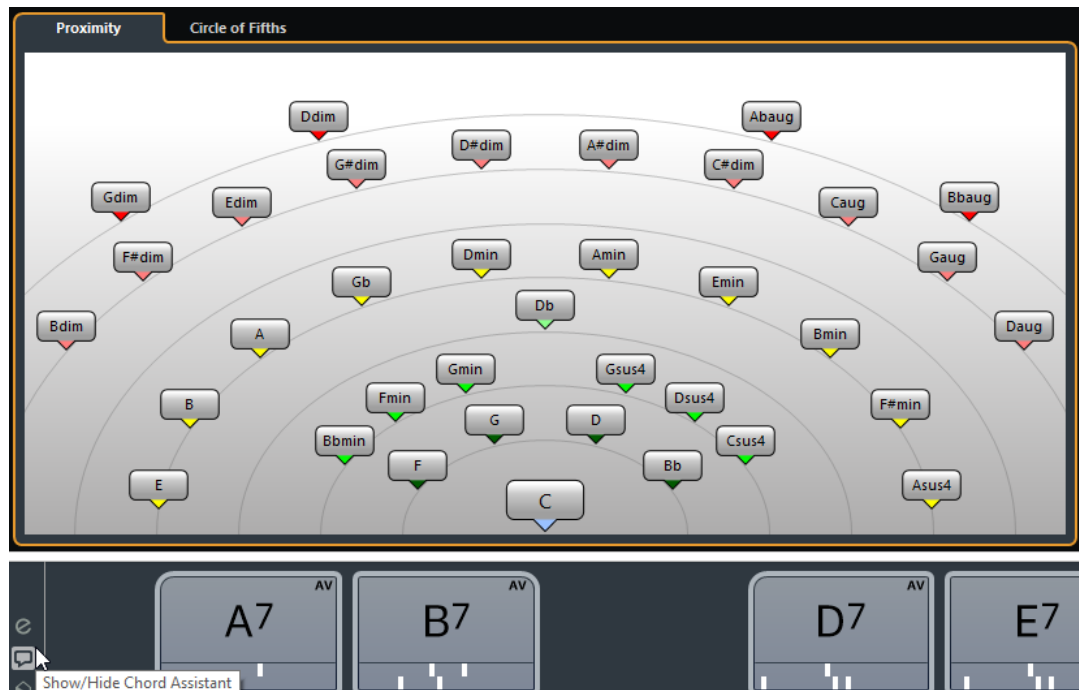 Proximity Circle of Fifths
Ddim Abaug
D#dim A#dim
G#dim C#dim
Gdim Edim Caug Bbaug
F#dim Dmin Amin Gaug
Gb Emin
Db
Bdim A Bmin Daug
Gmin Gsus4
B Fmin Dsus4 F#min
G D
Bbmin Csus4
F Bb
E Asus4
C
AV AV AV
A7 B7 D7 E7
Show/Hide Chord Assistant